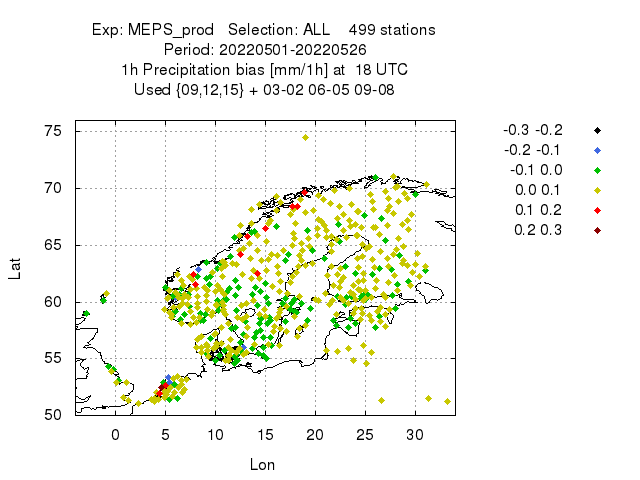 Exp: MEPS_prod Selection: ALL 499 stations
Period: 20220501-20220526
1h Precipitation bias [mm/1h] at 18 UTC
Used {09,12,15} + 03-02 06-05 09-08
-0.3 -0.2
-0.2 -0.1
-0.1 0.0
0.0 0.1
0.1 0.2
0.2 0.3
75
70
65
60
55
50
Lat
0 5 10 15 20 25 30
Lon